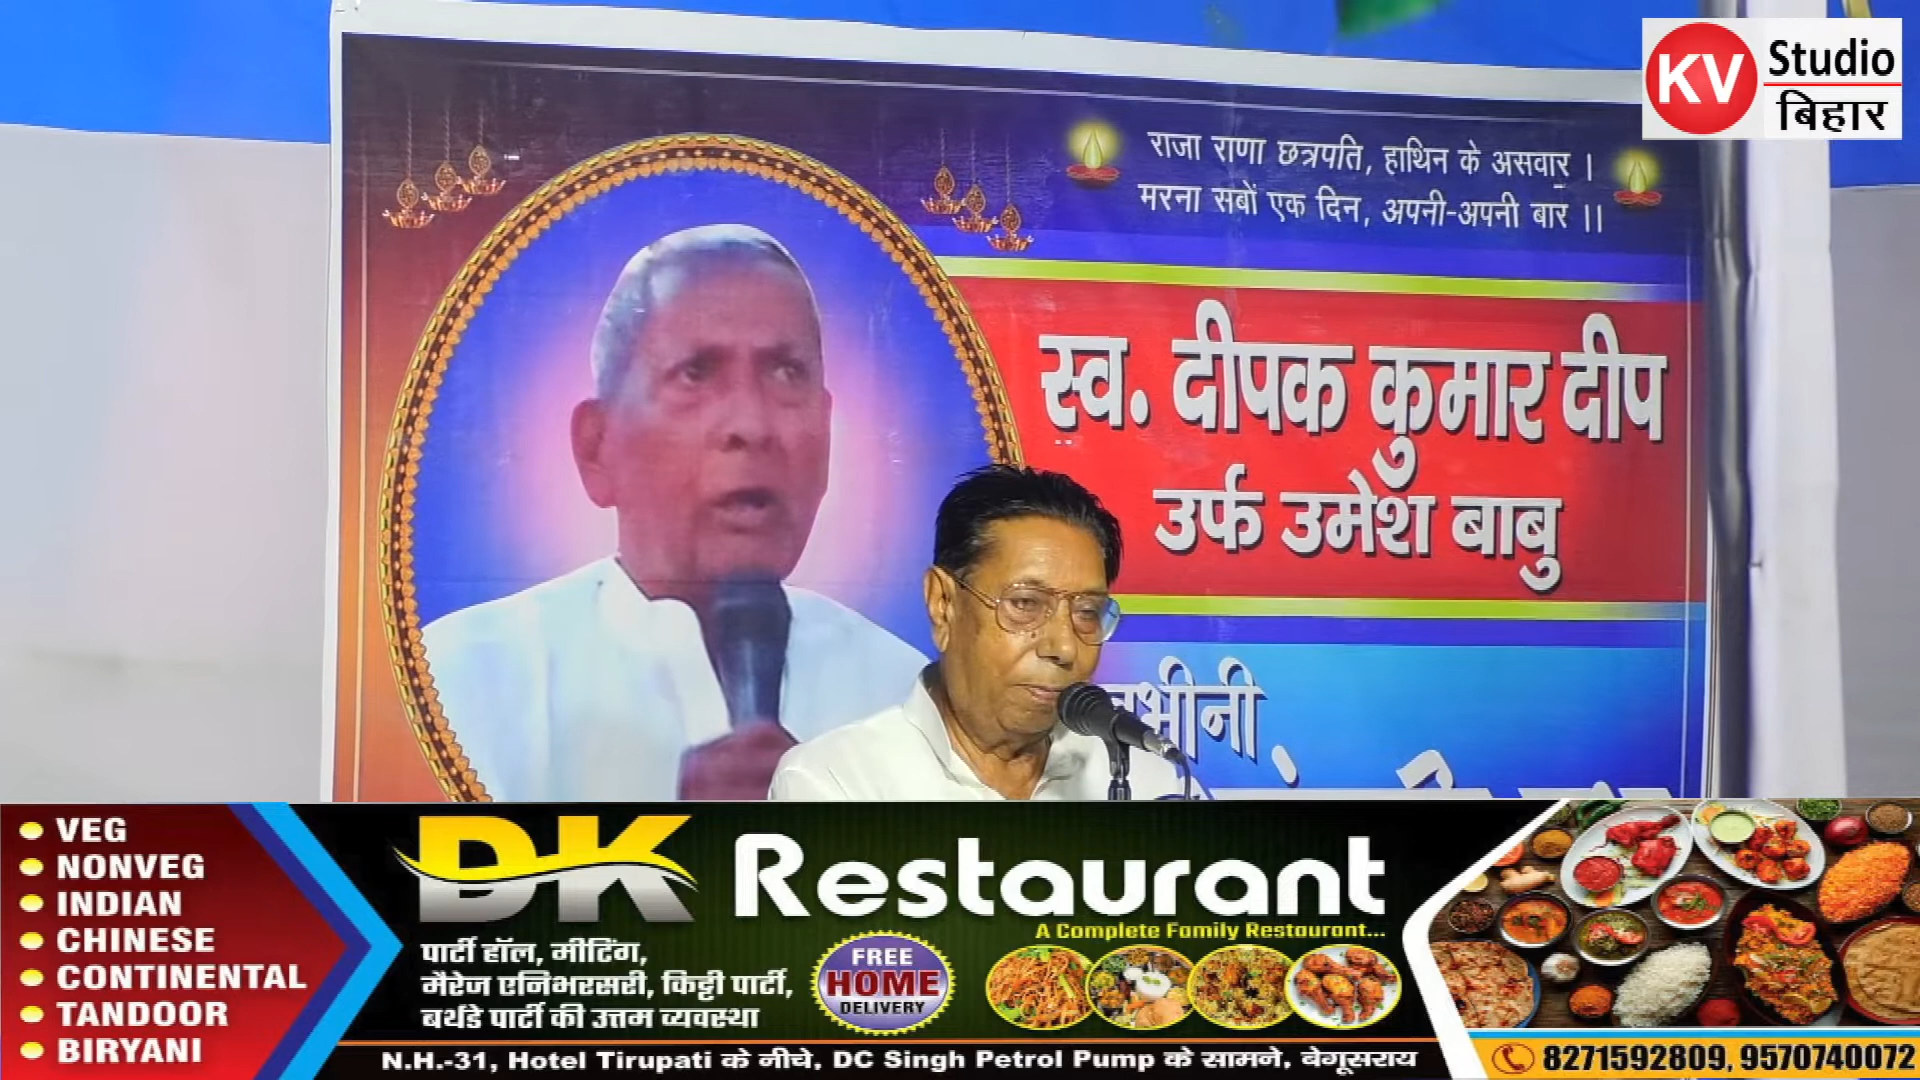 KV Studio
बिहार
राजा राणा छत्रपति, हाथिन के असवार ।
मरना सबों एक दिन, अपनी-अपनी बार ।।
स्व. दीपक कुमार दीप
उर्फ उमेश बाबु
VEG
NONVEG
INDIAN
CHINESE
CONTINENTAL
TANDOOR
BIRYANI
DK Restaurant
A Complete Family Restaurant...
पार्टी हॉल, मीटिंग,
मैरेज एनिभरसरी, किट्टी पार्टी,
बर्थडे पार्टी की उत्तम व्यवस्था
FREE
HOME
DELIVERY
N.H.-31, Hotel Tirupati के नीचे, DC Singh Petrol Pump के सामने, बेगूसराय
8271592809, 9570740072